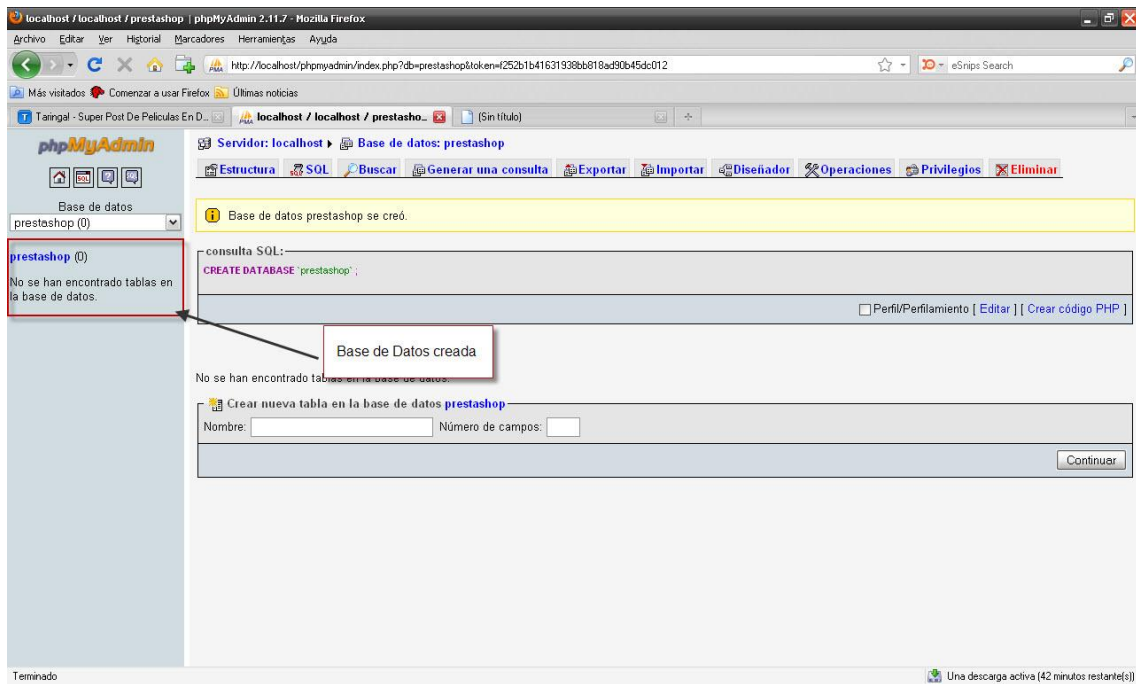 localhost / localhost / prestashop | phpMyAdmin 2.11.7 - Mozilla Firefox
Archivo Editar Ver Historial Marcadores Herramientas Ayuda
http://localhost/phpmyadmin/index.php?db=prestashop&token=f252b1b41631938bb818ad90b45dc012
eSnips Search
Más visitados Comenzar a usar Firefox Últimas noticias
Taringa! - Super Post De Peliculas En D... localhost / localhost / prestasho... (Sin título)
phpMyAdmin
SQL
Base de datos
prestashop (0)
prestashop (0)
No se han encontrado tablas en
la base de datos.
Servidor: localhost Base de datos: prestashop
Estructura SQL Buscar Generar una consulta Exportar Importar Diseñador Operaciones Privilegios Eliminar
Base de datos prestashop se creó.
consulta SQL:
CREATE DATABASE `prestashop` ;
Perfil/Perfilamiento [ Editar ] [ Crear código PHP ]
Base de Datos creada
No se han encontrado tablas en la base de datos.
Crear nueva tabla en la base de datos prestashop
Nombre: Número de campos:
Continuar
Terminado
Una descarga activa (42 minutos restante(s))